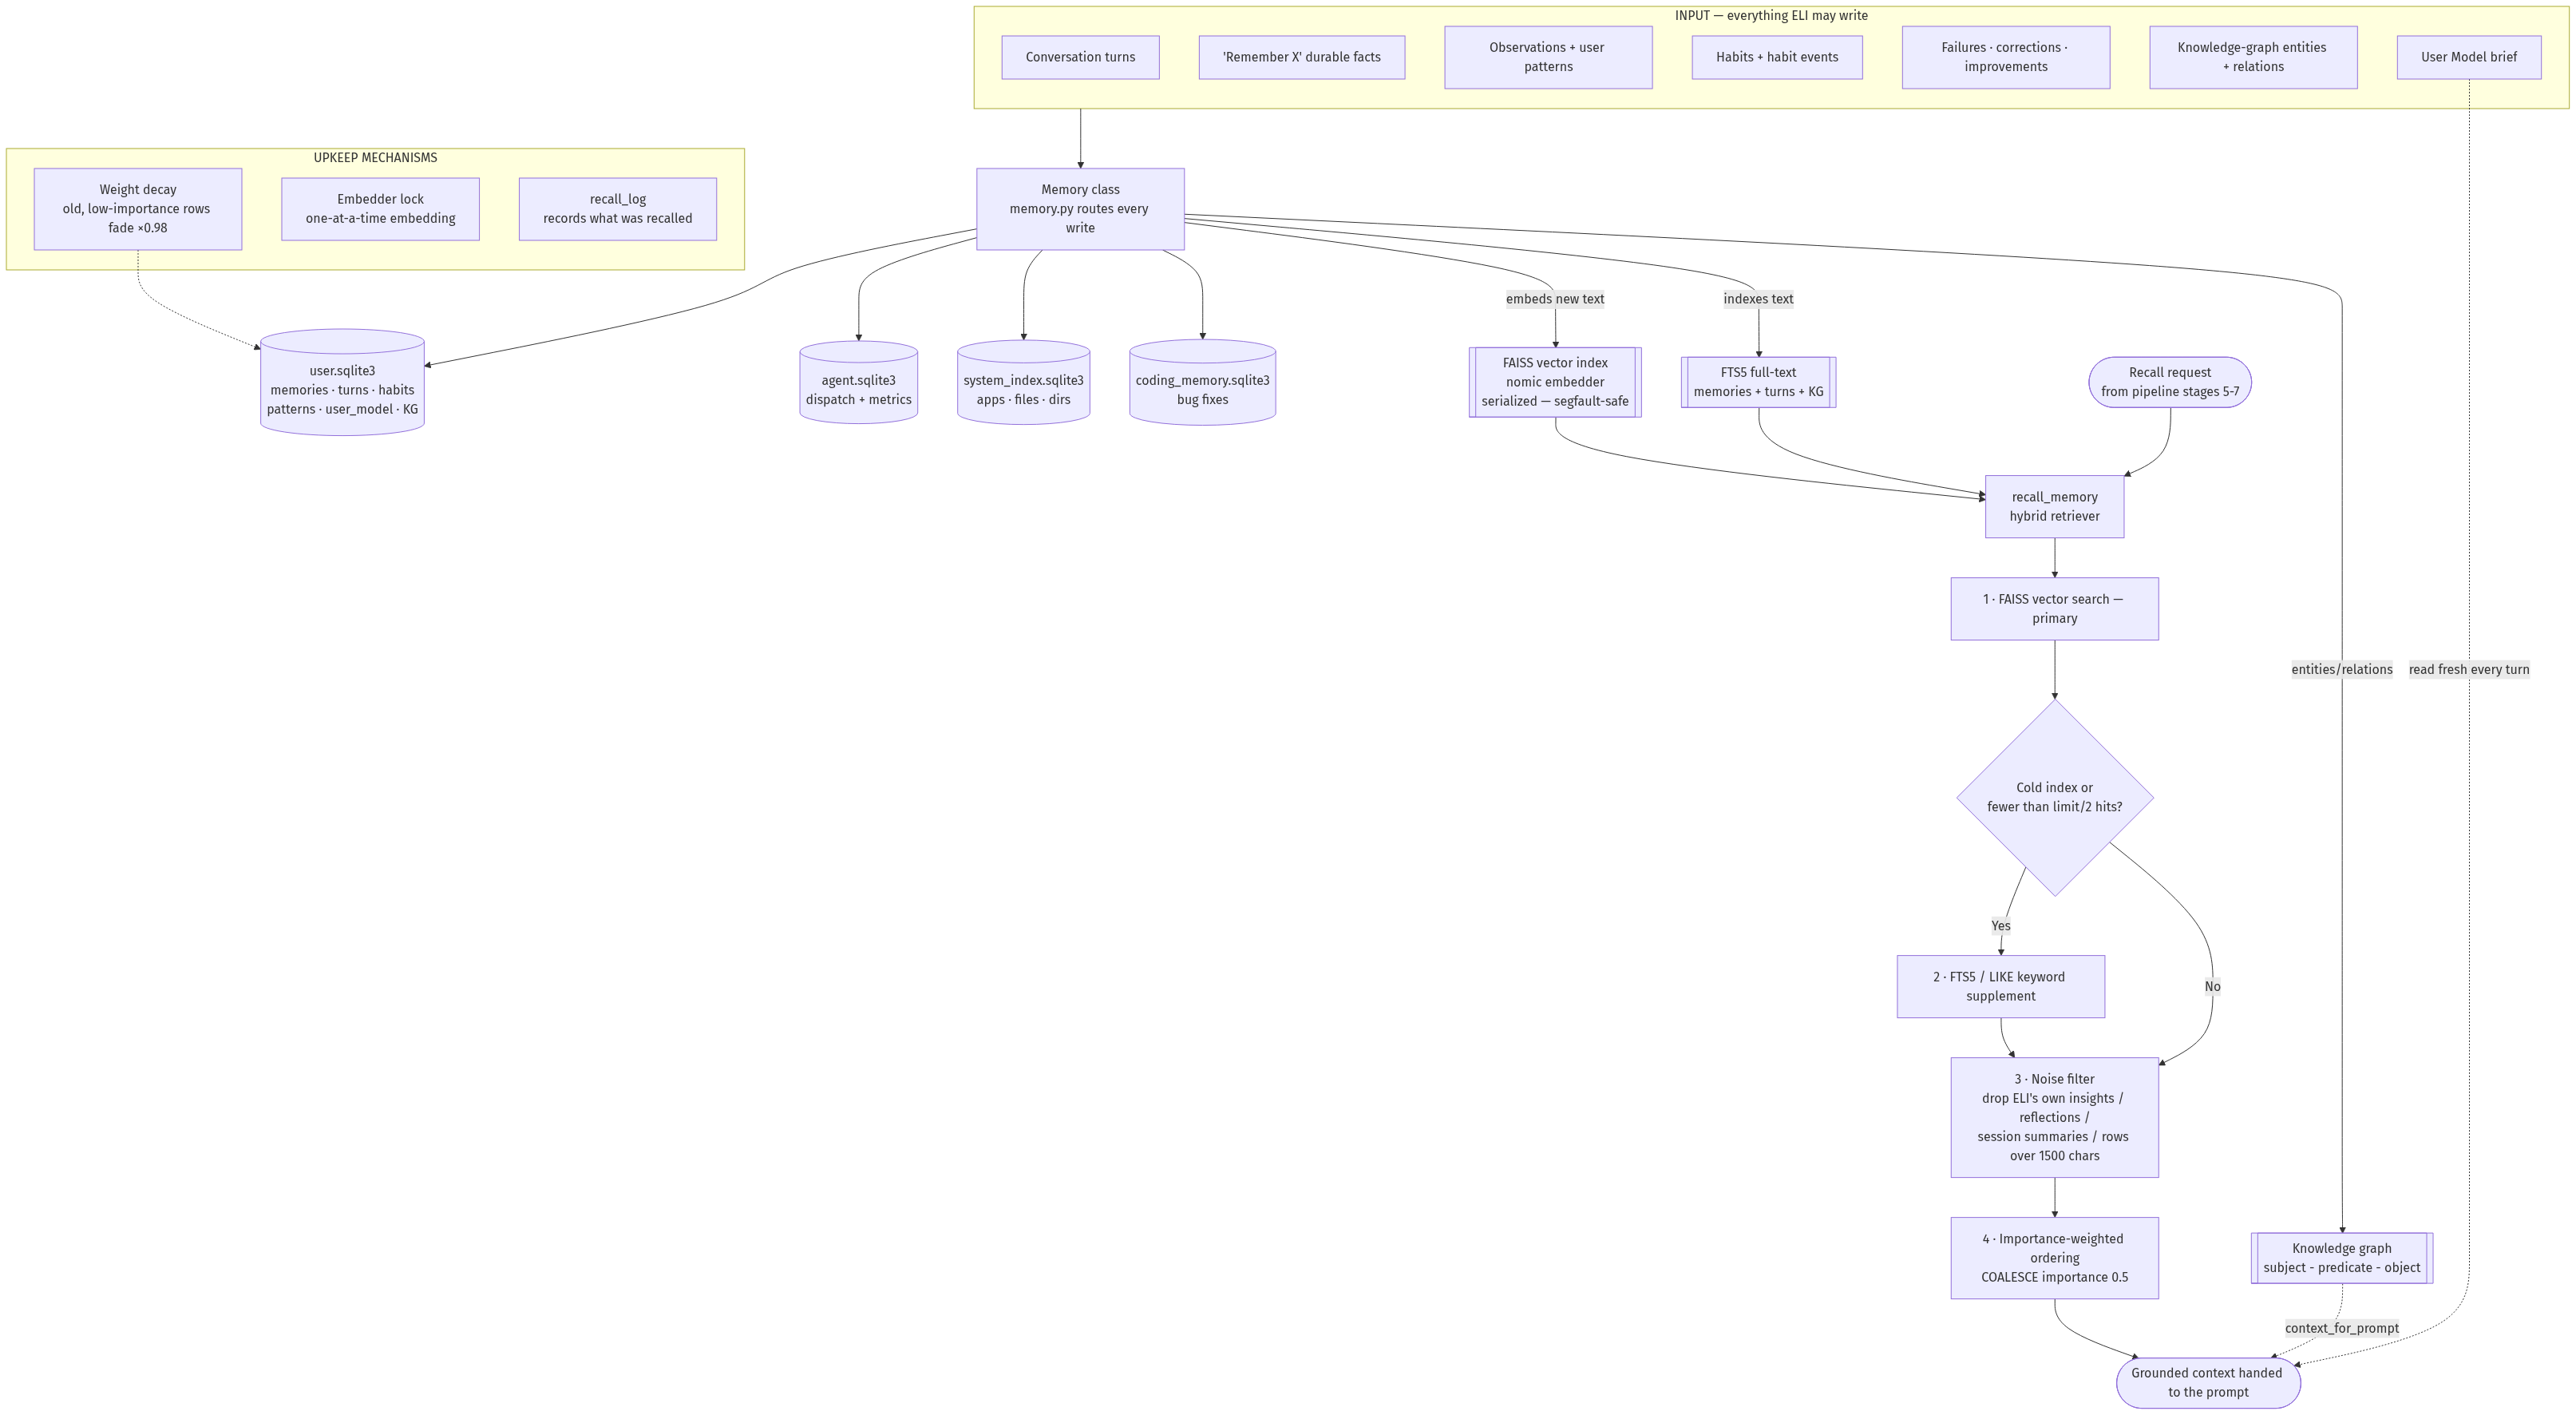 INPUT — everything ELI may write
Conversation turns
'Remember X' durable facts
Observations + user
patterns
Habits + habit events
Failures · corrections ·
improvements
Knowledge-graph entities
+ relations
User Model brief
UPKEEP MECHANISMS
Weight decay
old, low-importance rows
fade ×0.98
Embedder lock
one-at-a-time embedding
recall_log
records what was recalled
Memory class
memory.py routes every
write
embeds new text
indexes text
user.sqlite3
memories · turns · habits
patterns · user_model · KG
agent.sqlite3
dispatch + metrics
system_index.sqlite3
apps · files · dirs
coding_memory.sqlite3
bug fixes
FAISS vector index
nomic embedder
serialized — segfault-safe
FTS5 full-text
memories + turns + KG
Recall request
from pipeline stages 5-7
recall_memory
hybrid retriever
1 · FAISS vector search —
primary
entities/relations
read fresh every turn
Cold index or
fewer than limit/2 hits?
Yes
No
2 · FTS5 / LIKE keyword
supplement
3 · Noise filter
drop ELI's own insights /
reflections /
session summaries / rows
over 1500 chars
4 · Importance-weighted
ordering
COALESCE importance 0.5
Knowledge graph
subject - predicate - object
context_for_prompt
Grounded context handed
to the prompt